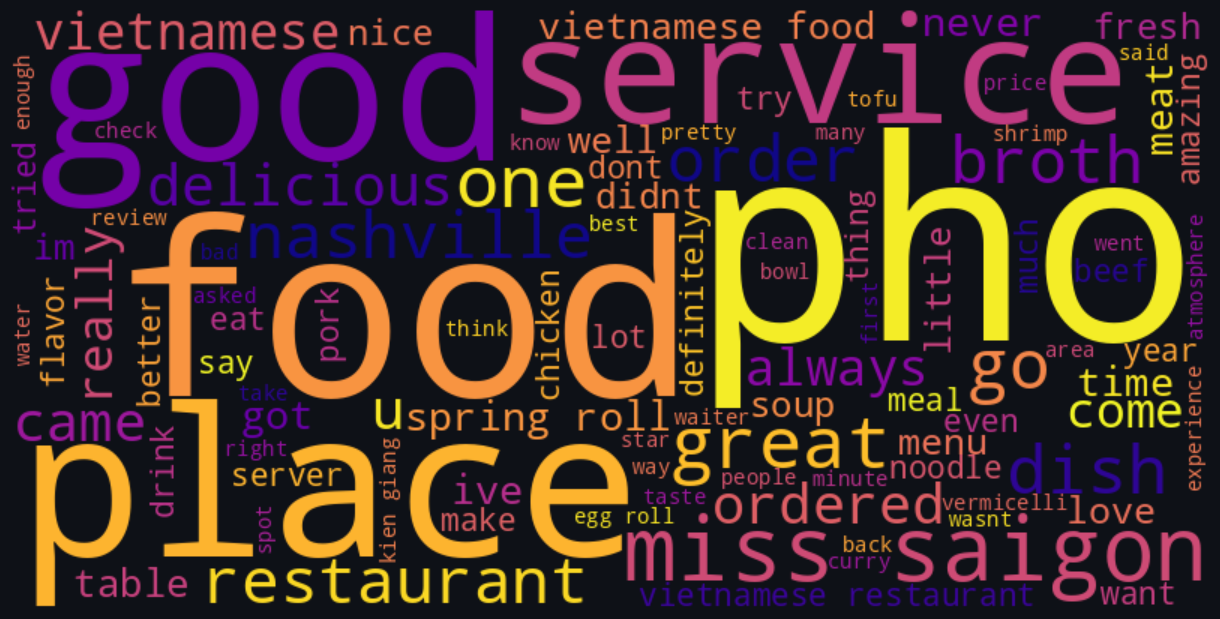 vietnamese
nice
vietnamese food
never
fresh
good
service
said
enough
check
price
try
tofu
meat
amazing
know
well
pretty
many
shrimp
tried
delicious
one
dont
order
broth
didnt
pho
review
im
really
bad
nashville
best
definitely
clean
bowl
thing
little
much
went
beef
atmosphere
food
water
flavor
better
asked
eat
pork
think
chicken
lot
first
say
always
go
area
year
take
time
meal
come
came
drink
got
u
spring roll
waiter
soup
even
experience
place
right
server
kien giang
star
great
menu
way
people
minute
noodle
dish
spot
ive
make
taste
egg roll
ordered
vermicelli
wasnt
love
miss saigon
back
curry
table
restaurant
vietnamese restaurant
want